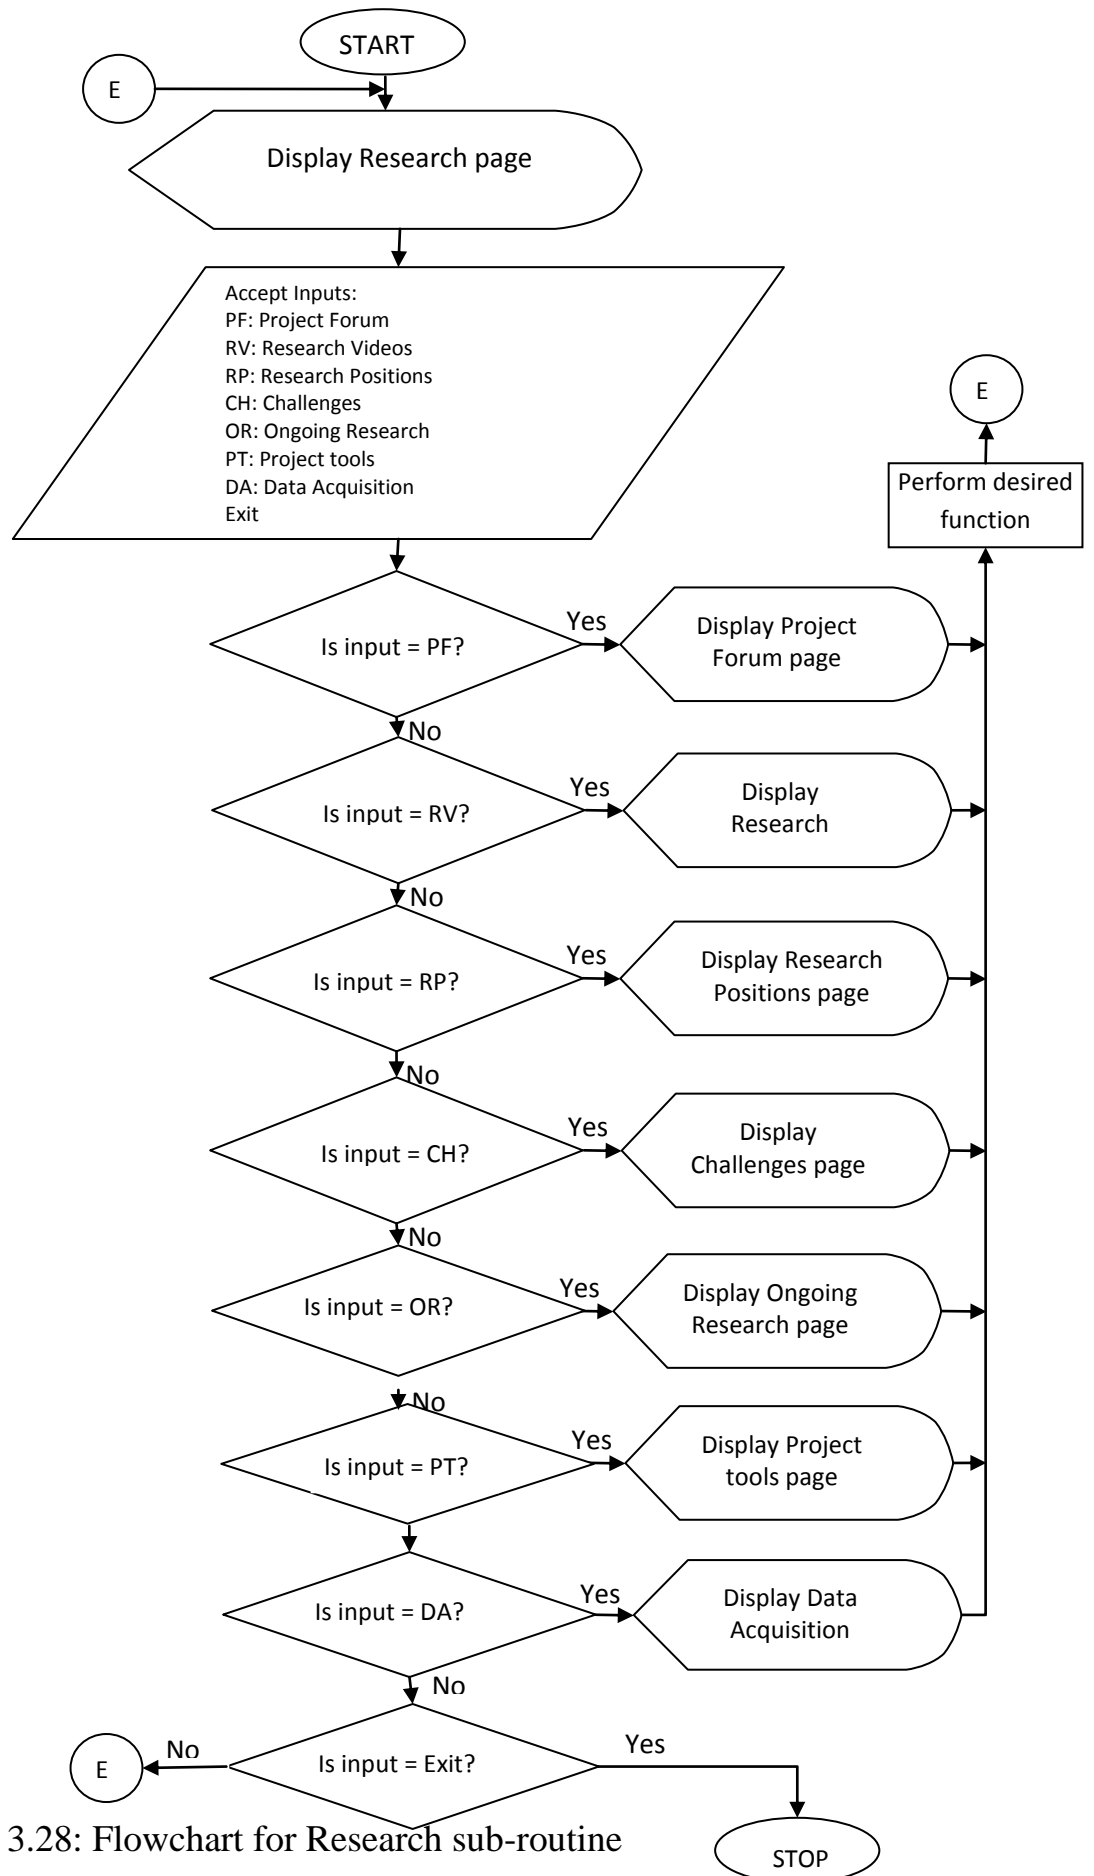 START
E
Display Research page
Accept Inputs:
PF: Project Forum
RV: Research Videos
RP: Research Positions
CH: Challenges
OR: Ongoing Research
PT: Project tools
DA: Data Acquisition
Exit
E
Perform desired
function
Is input = PF?
Yes
Display Project
Forum page
No
Is input = RV?
Yes
Display
Research
No
Is input = RP?
Yes
Display Research
Positions page
No
Is input = CH?
Yes
Display
Challenges page
No
Is input = OR?
Yes
Display Ongoing
Research page
No
Is input = PT?
Yes
Display Project
tools page
Is input = DA?
Yes
Display Data
Acquisition
No
Is input = Exit?
No
E
Yes
STOP
3.28: Flowchart for Research sub-routine